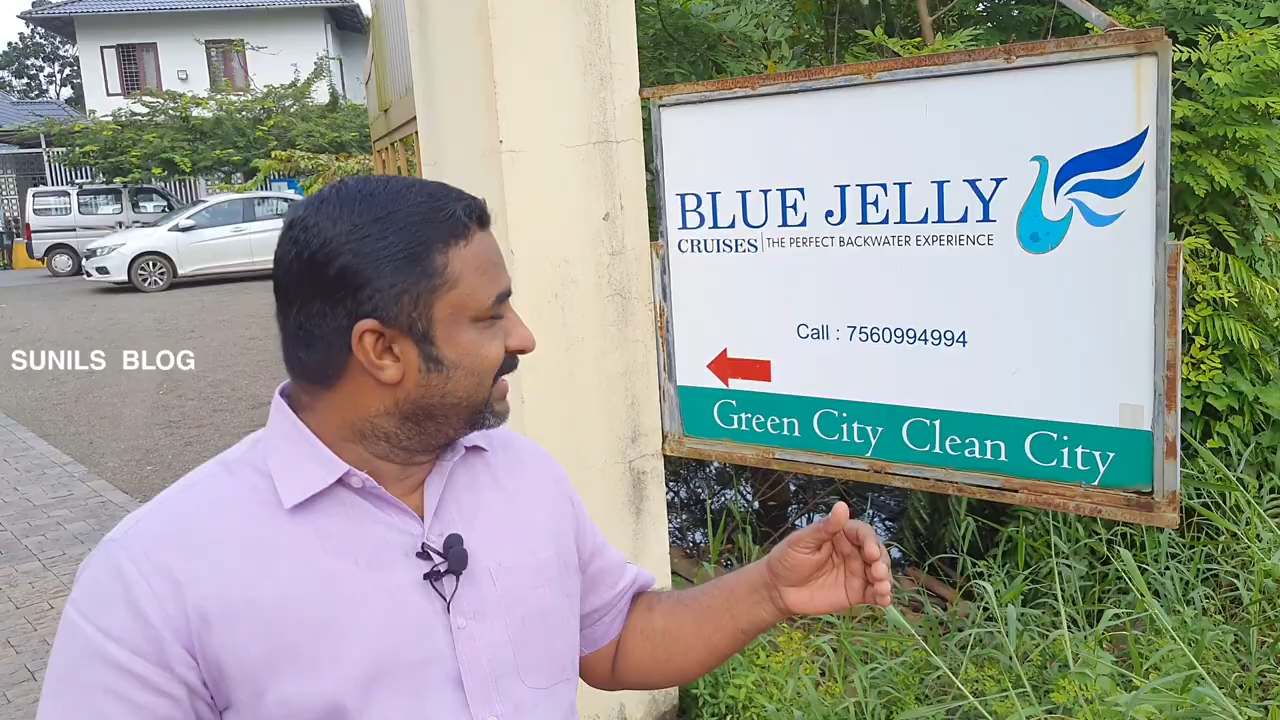 BLUE JELLY
CRUISES | THE PERFECT BACKWATER EXPERIENCE
Call : 7560994994
Green City Clean City
SUNILS BLOG